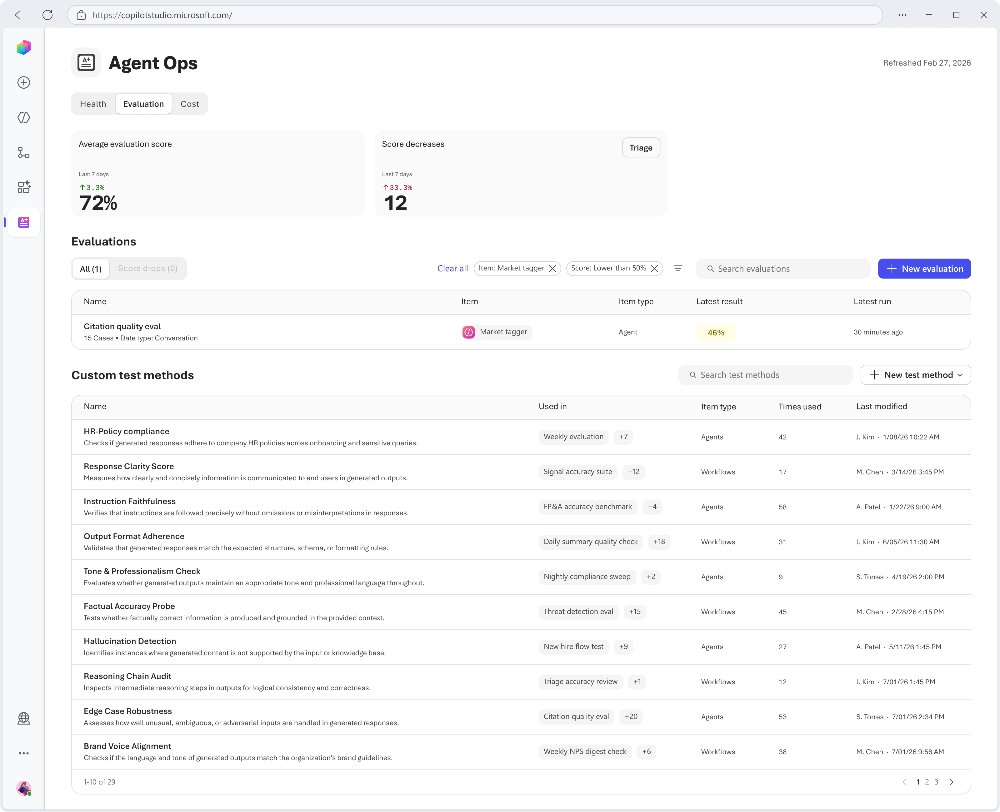 https://copilotstudio.microsoft.com/
A+
Agent Ops
Refreshed Feb 27, 2026
Health
Evaluation
Cost
Average evaluation score
Last 7 days
↑3.3%
72%
Score decreases
Triage
Last 7 days
↑33.3%
12
A+
Evaluations
All (1)
Score drops (0)
Clear all
Item: Market tagger
Score: Lower than 50%
Search evaluations
New evaluation
Name Item Item type Latest result Latest run
Citation quality eval
15 Cases • Date type: Conversation
Market tagger
Agent
46%
30 minutes ago
Custom test methods
Search test methods
New test method
Name Used in Item type Times used Last modified
HR-Policy compliance
Checks if generated responses adhere to company HR policies across onboarding and sensitive queries.
Weekly evaluation +7 Agents 42 J. Kim · 1/08/26 10:22 AM
Response Clarity Score
Measures how clearly and concisely information is communicated to end users in generated outputs.
Signal accuracy suite +12 Workflows 17 M. Chen · 3/14/26 3:45 PM
Instruction Faithfulness
Verifies that instructions are followed precisely without omissions or misinterpretations in responses.
FP&A accuracy benchmark +4 Agents 58 A. Patel · 1/22/26 9:00 AM
Output Format Adherence
Validates that generated responses match the expected structure, schema, or formatting rules.
Daily summary quality check +18 Workflows 31 J. Kim · 6/05/26 11:30 AM
Tone & Professionalism Check
Evaluates whether generated outputs maintain an appropriate tone and professional language throughout.
Nightly compliance sweep +2 Agents 9 S. Torres · 4/19/26 2:00 PM
Factual Accuracy Probe
Tests whether factually correct information is produced and grounded in the provided context.
Threat detection eval +15 Workflows 45 M. Chen · 2/28/26 4:15 PM
Hallucination Detection
Identifies instances where generated content is not supported by the input or knowledge base.
New hire flow test +9 Agents 27 A. Patel · 5/11/26 1:45 PM
Reasoning Chain Audit
Inspects intermediate reasoning steps in outputs for logical consistency and correctness.
Triage accuracy review +1 Workflows 12 J. Kim · 7/01/26 1:45 PM
Edge Case Robustness
Assesses how well unusual, ambiguous, or adversarial inputs are handled in generated responses.
Citation quality eval +20 Agents 53 S. Torres · 7/01/26 2:34 PM
Brand Voice Alignment
Checks if the language and tone of generated outputs match the organization's brand guidelines.
Weekly NPS digest check +6 Workflows 38 M. Chen · 7/01/26 9:56 AM
1-10 of 29
1 2 3